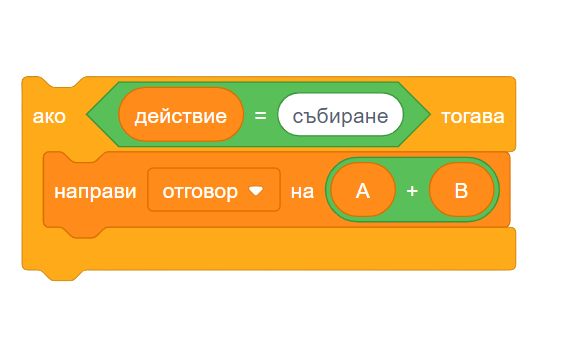 ако действие = събиране тогава
направи отговор на A + B